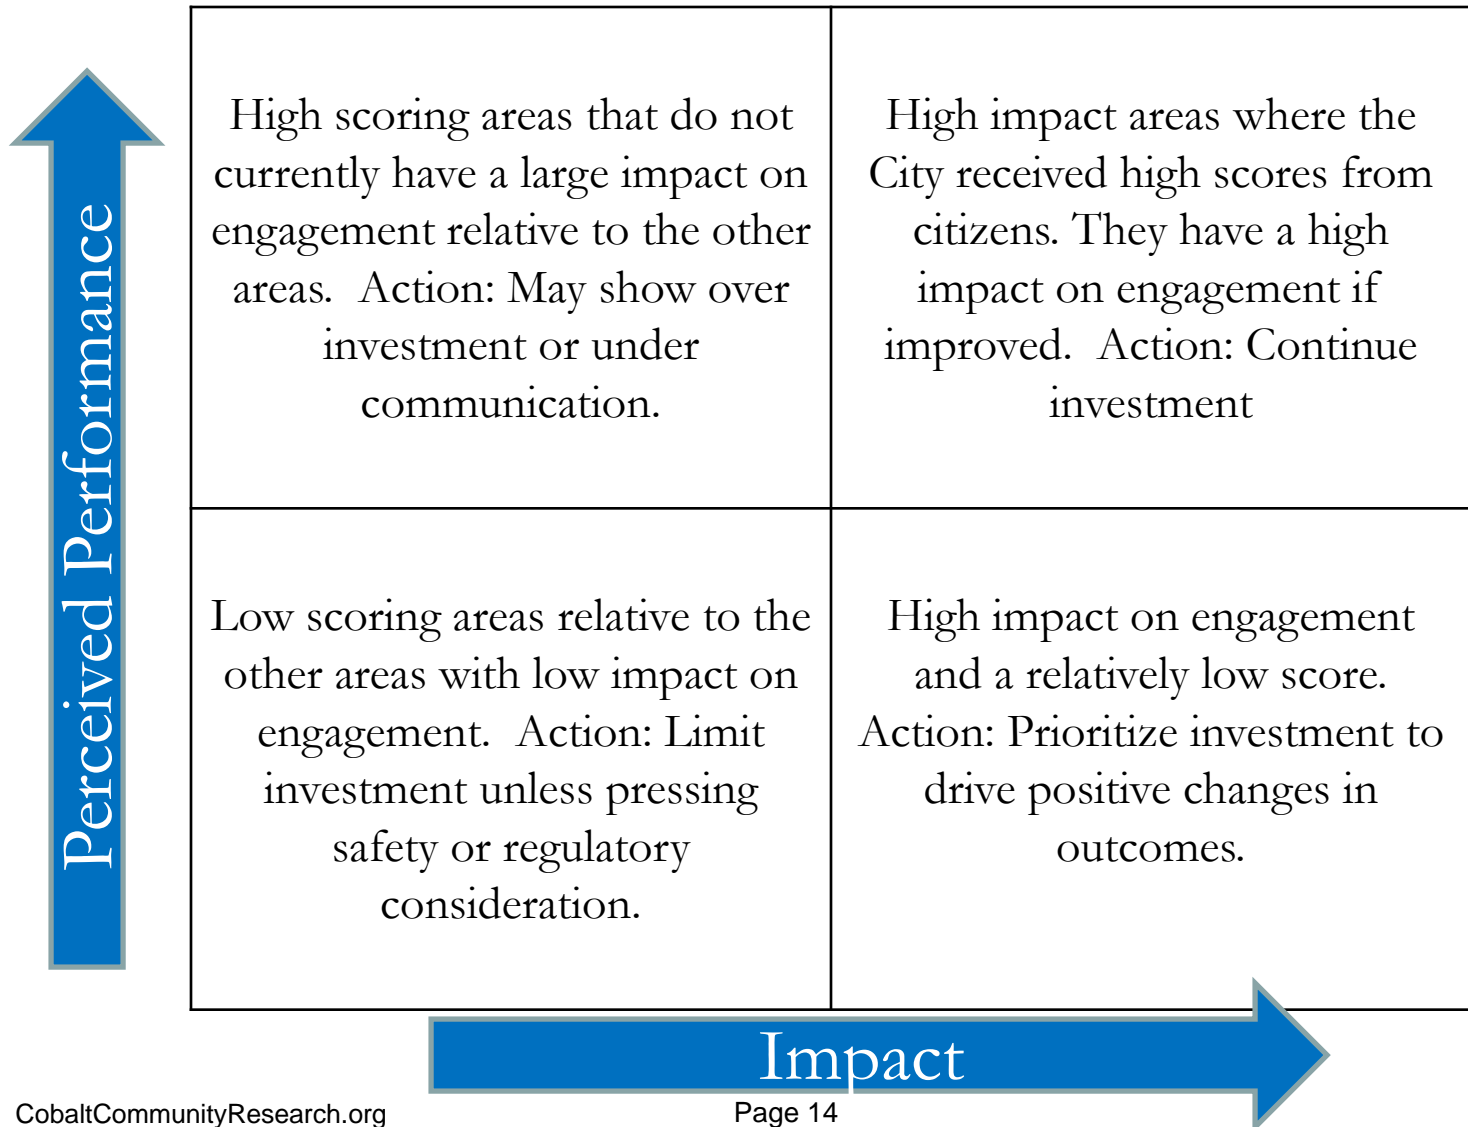 Perceived Performance
High scoring areas that do not
currently have a large impact on
engagement relative to the other
areas.  Action: May show over
investment or under
communication.
High impact areas where the
City received high scores from
citizens. They have a high
impact on engagement if
improved.  Action: Continue
investment
Low scoring areas relative to the
other areas with low impact on
engagement.  Action: Limit
investment unless pressing
safety or regulatory
consideration.
High impact on engagement
and a relatively low score.
Action: Prioritize investment to
drive positive changes in
outcomes.
Impact
CobaltCommunityResearch.org
Page 14